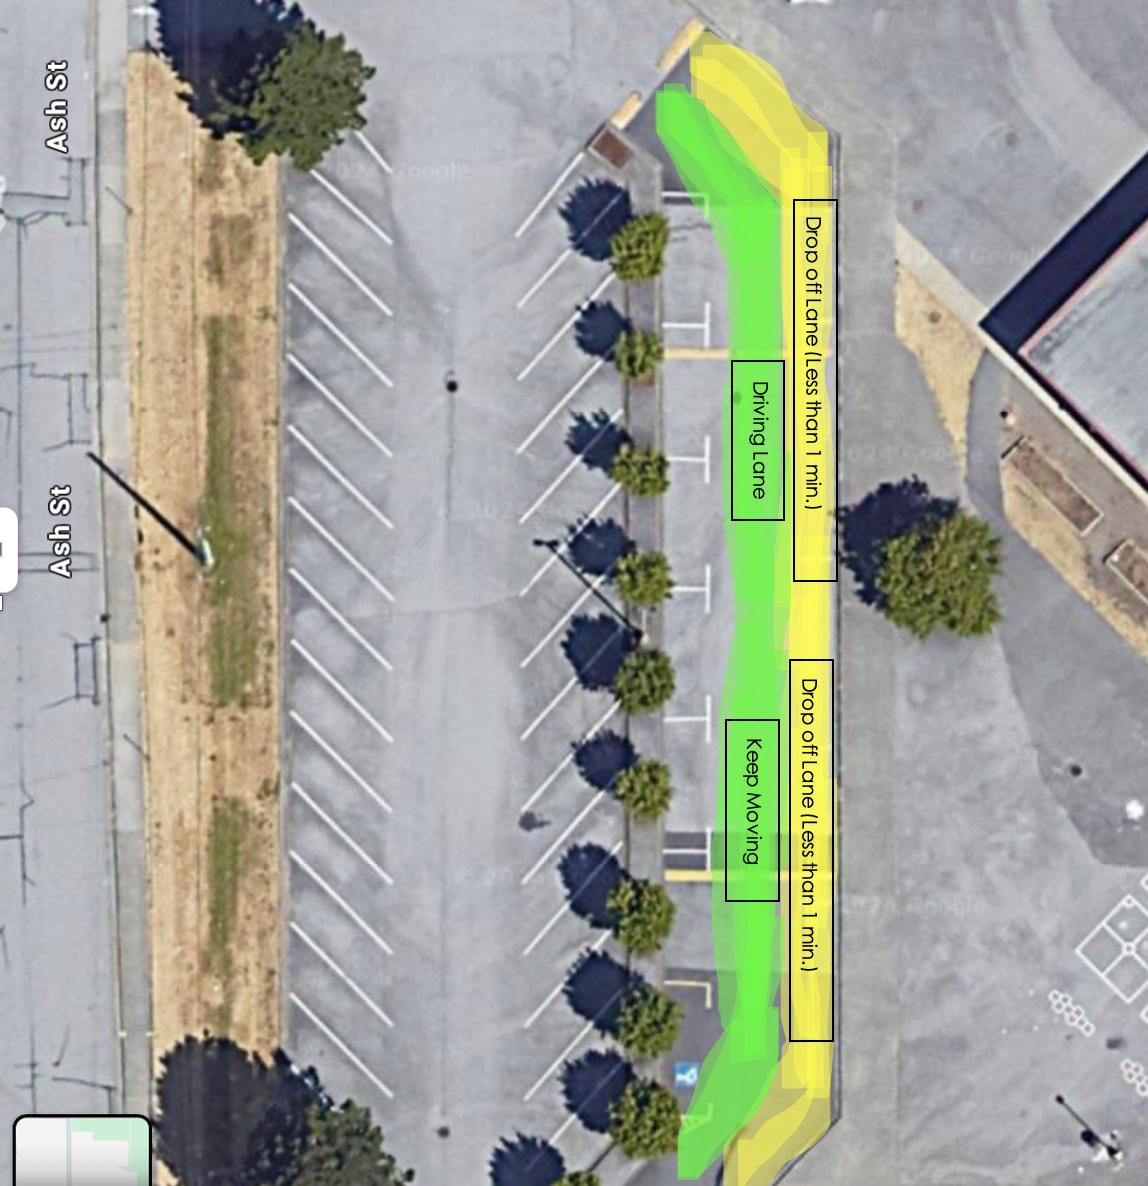 Ash St
Ash St
Drop off Lane (Less than 1 min.)
Driving Lane
Drop off Lane (Less than 1 min.)
Keep Moving